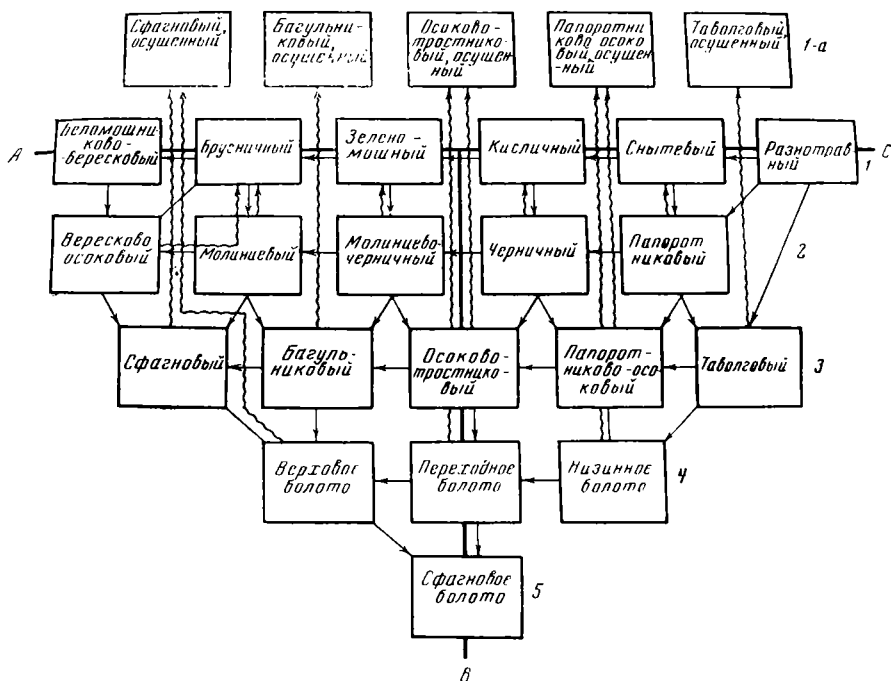 Сфагновый,
осушенный
Багульни-
ковый,
осушенный
Осоково-
тростнико-
вый, осушен-
ный
Папоротни
ково осоко
вый, осушен-
-ный
Таволговый,
осушенный
1-а
А
Беломошни-
ково-
вересковый
Брусничный
Зелено-
мошный
Кисличный
Снытевый
Разнотрав
ный
С
1
Вересково
осоковый
Молиниевый
Молиниево-
черничный
Черничный
Папорот
никовый
2
Сфагновый
Багуль-
никовый
Осоково-
тростнико-
вый
Папорот-
никово-осо-
ковый
Таволговый
3
Верховое
болото
Переходное
болото
Низинное
болото
4
Сфагновое
болото
5
В